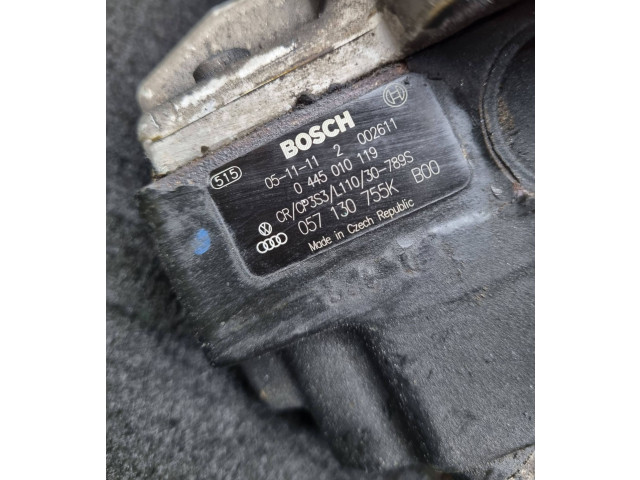 BOSCH
515
05-11-11 2 002611
0 445 010 119
CR/CP3S3/L110/30-789S
057 130 755K B00
Made in Czech Republic